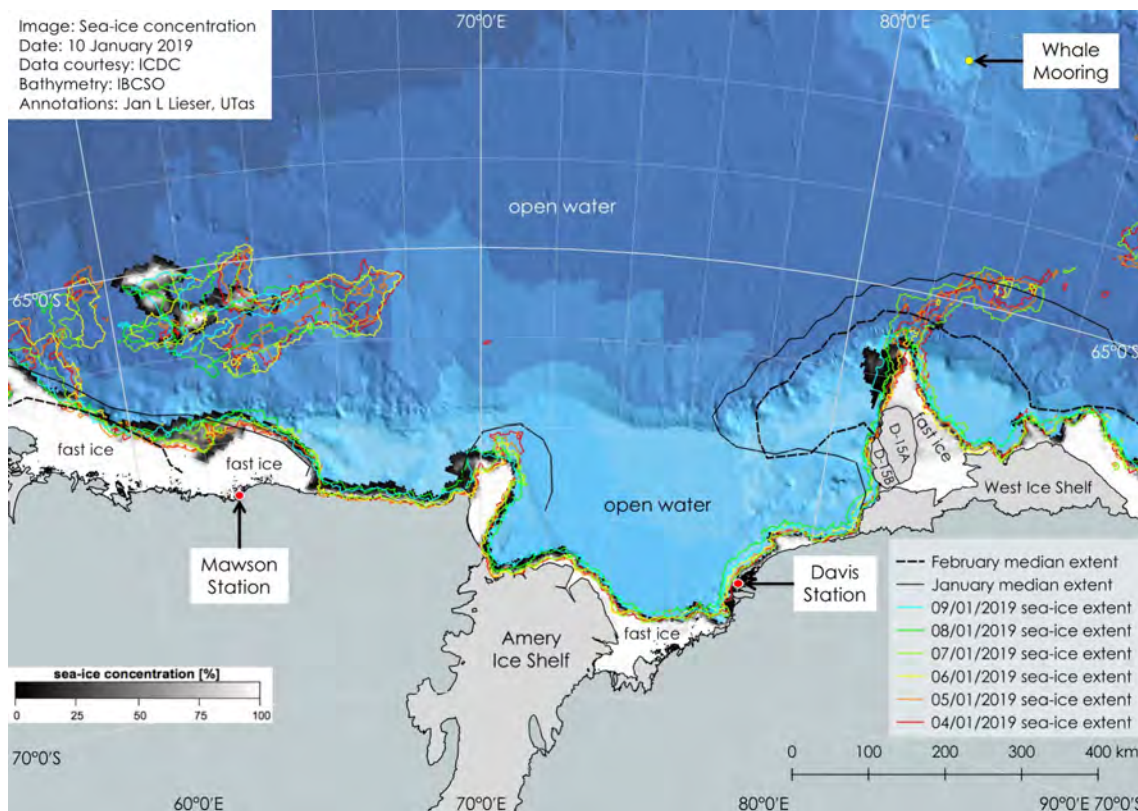 Image: Sea-ice concentration
Date: 10 January 2019
Data courtesy: ICDC
Bathymetry: IBCSO
Annotations: Jan L Lieser, UTas
70°0'E
80°0'E
Whale
Mooring
open water
65°0'S
65°0'S
fast ice
fast ice
fast ice
D-15A
D-15B
West Ice Shelf
open water
Mawson
Station
Davis
Station
Amery
Ice Shelf
fast ice
sea-ice concentration [%]
0 25 50 75 100
February median extent
January median extent
09/01/2019 sea-ice extent
08/01/2019 sea-ice extent
07/01/2019 sea-ice extent
06/01/2019 sea-ice extent
05/01/2019 sea-ice extent
04/01/2019 sea-ice extent
0 100 200 300 400 km
70°0'S
60°0'E
70°0'E
80°0'E
90°0'E
70°0'S